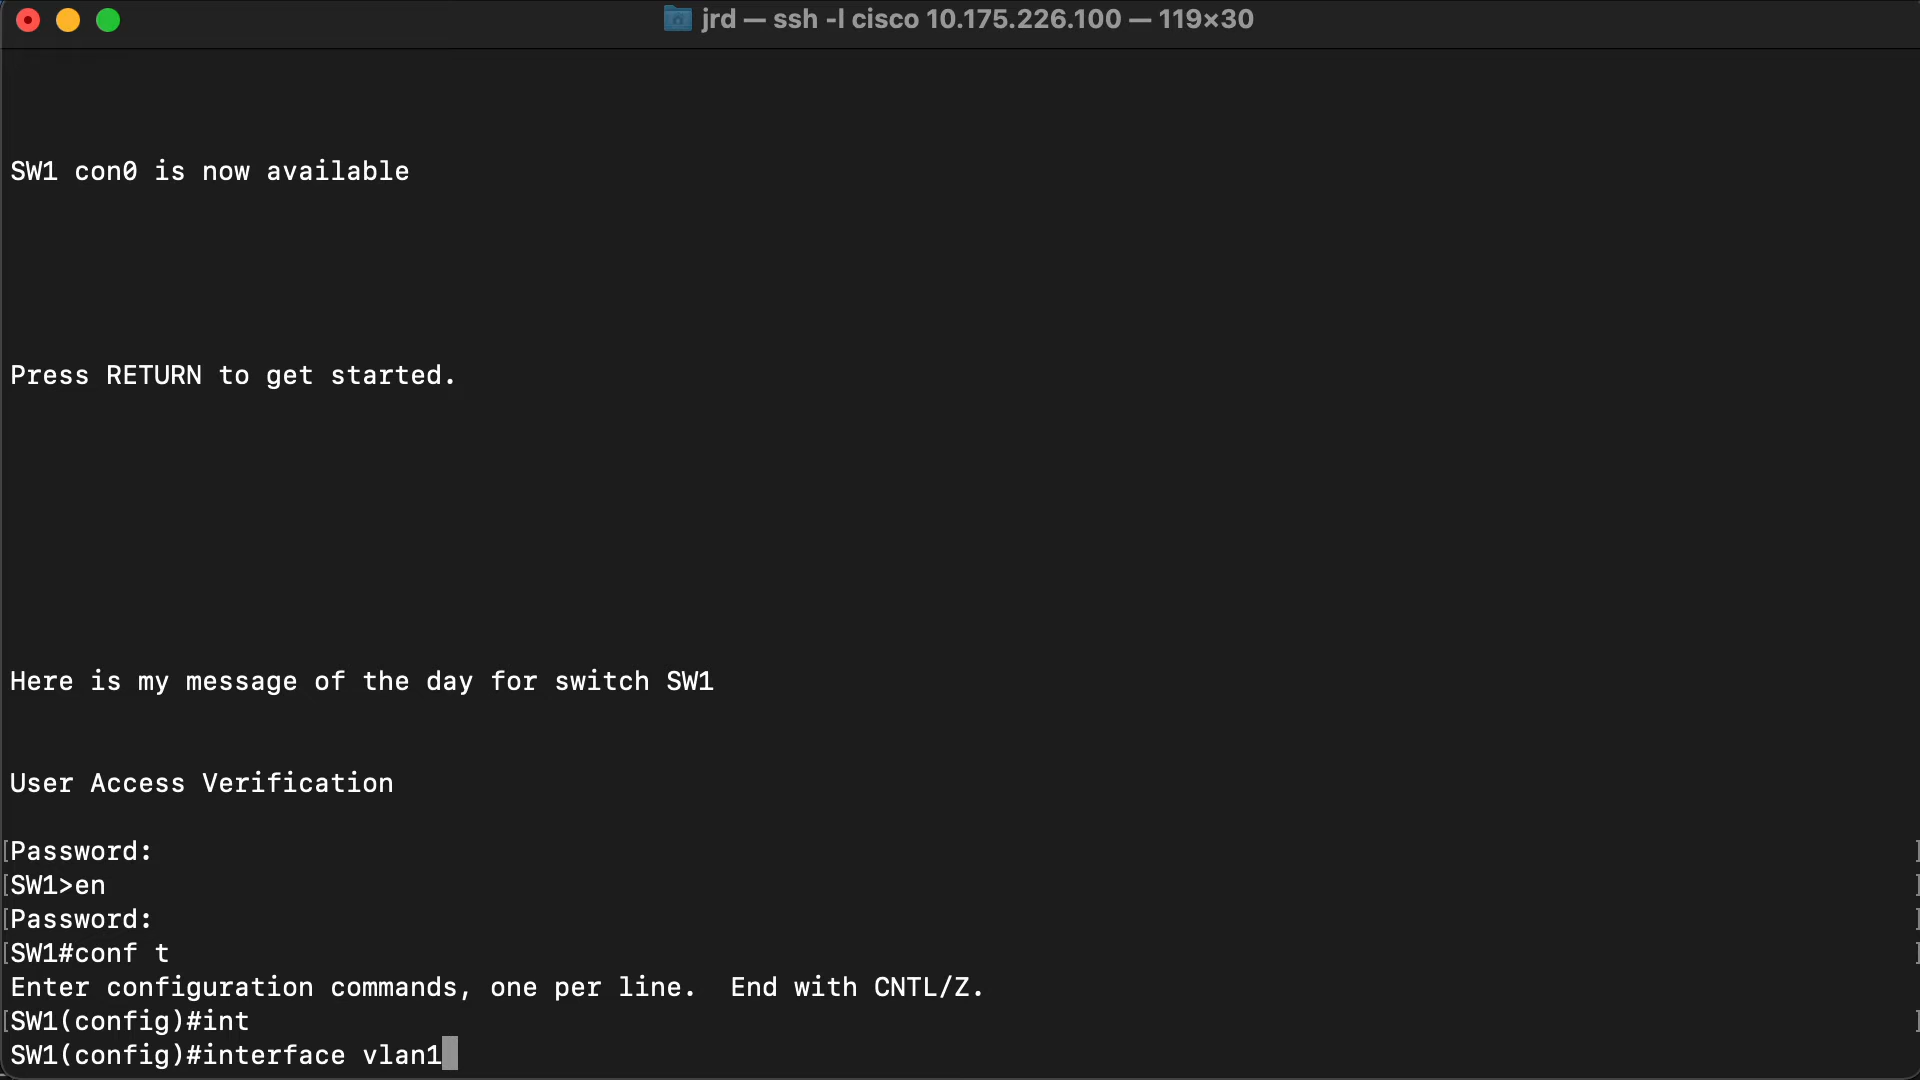 jrd — ssh -l cisco 10.175.226.100 — 119×30
SW1 con0 is now available
Press RETURN to get started.
Here is my message of the day for switch SW1
User Access Verification
[Password: ]
[SW1>en ]
[Password: ]
[SW1#conf t ]
Enter configuration commands, one per line.  End with CNTL/Z.
[SW1(config)#int ]
SW1(config)#interface vlan1